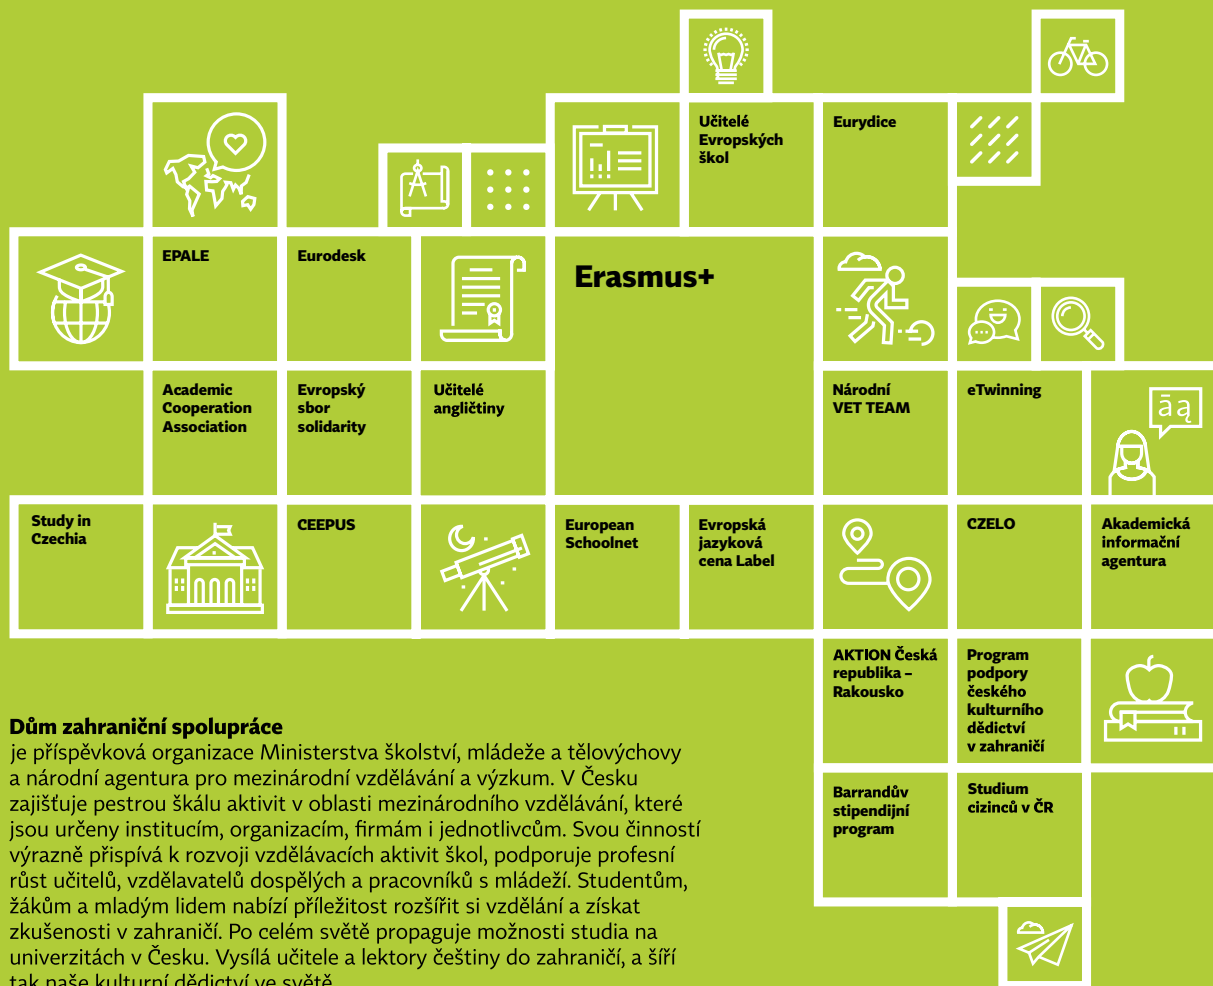 Učitelé
Evropských
škol
Eurydice
EPALE
Eurodesk
Erasmus+
Academic
Cooperation
Association
Evropský
sbor
solidarity
Učitelé
angličtiny
Národní
VET TEAM
eTwinning
āą
Study in
Czechia
CEEPUS
European
Schoolnet
Evropská
jazyková
cena Label
CZELO
Akademická
informační
agentura
AKTION Česká
republika –
Rakousko
Program
podpory
českého
kulturního
dědictví
v zahraničí
Barrandův
stipendijní
program
Studium
cizinců v ČR
Dům zahraniční spolupráce
je příspěvková organizace Ministerstva školství, mládeže a tělovýchovy
a národní agentura pro mezinárodní vzdělávání a výzkum. V Česku
zajišťuje pestrou škálu aktivit v oblasti mezinárodního vzdělávání, které
jsou určeny institucím, organizacím, firmám i jednotlivcům. Svou činností
výrazně přispívá k rozvoji vzdělávacích aktivit škol, podporuje profesní
růst učitelů, vzdělavatelů dospělých a pracovníků s mládeží. Studentům,
žákům a mladým lidem nabízí příležitost rozšířit si vzdělání a získat
zkušenosti v zahraničí. Po celém světě propaguje možnosti studia na
univerzitách v Česku. Vysílá učitele a lektory češtiny do zahraničí, a šíří
tak naše kulturní dědictví ve světě.